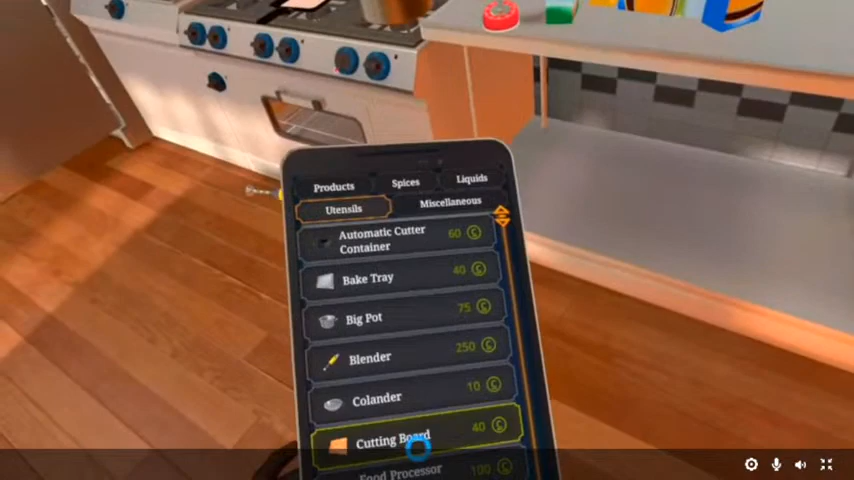 Products Spices Liquids
Utensils Miscellaneous
Automatic Cutter 60
Container
Bake Tray 40
Big Pot 75
Blender 250
Colander 10
Cutting Board 40
Food Processor 100